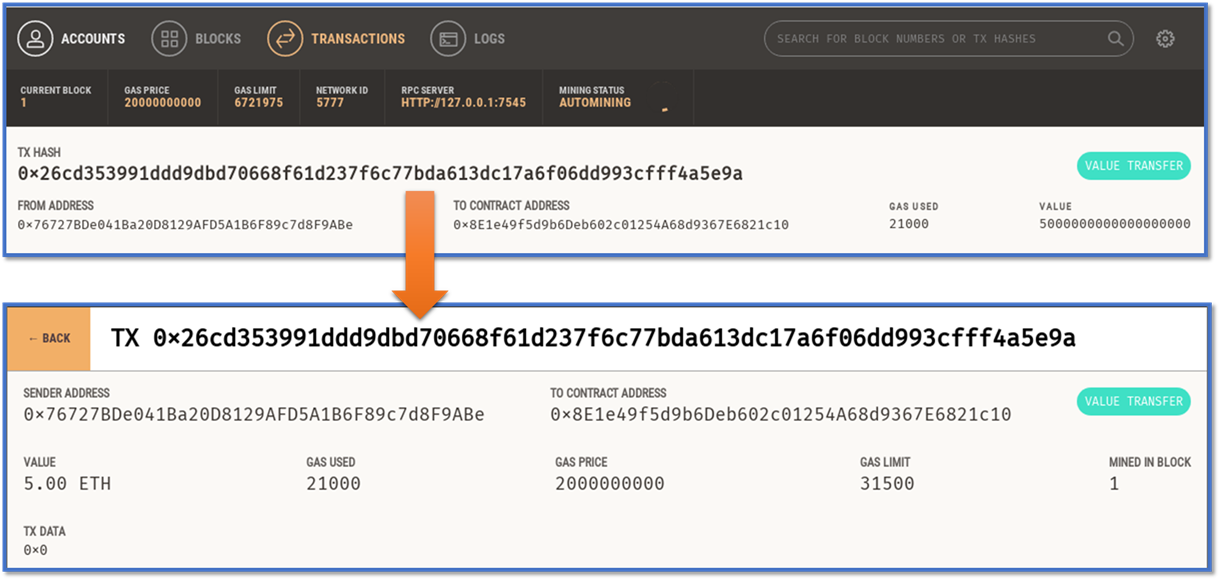 ACCOUNTS BLOCKS TRANSACTIONS LOGS SEARCH FOR BLOCK NUMBERS OR TX HASHES
CURRENT BLOCK GAS PRICE GAS LIMIT NETWORK ID RPC SERVER MINING STATUS
1 20000000000 6721975 5777 HTTP://127.0.0.1:7545 AUTOMINING
TX HASH
0×26cd353991ddd9dbd70668f61d237f6c77bda613dc17a6f06dd993cfff4a5e9a VALUE TRANSFER
FROM ADDRESS TO CONTRACT ADDRESS GAS USED VALUE
0×76727BDe041Ba20D8129AFD5A1B6F89c7d8F9ABe 0×8E1e49f5d9b6Deb602c01254A68d9367E6821c10 21000 5000000000000000000
← BACK TX 0×26cd353991ddd9dbd70668f61d237f6c77bda613dc17a6f06dd993cfff4a5e9a
SENDER ADDRESS TO CONTRACT ADDRESS VALUE TRANSFER
0×76727BDe041Ba20D8129AFD5A1B6F89c7d8F9ABe 0×8E1e49f5d9b6Deb602c01254A68d9367E6821c10
VALUE GAS USED GAS PRICE GAS LIMIT MINED IN BLOCK
5.00 ETH 21000 2000000000 31500 1
TX DATA
0×0